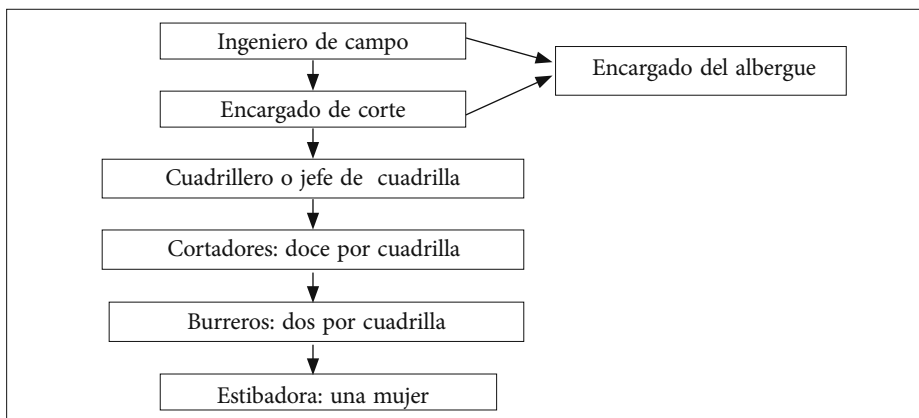 Ingeniero de campo
Encargado del albergue
Encargado de corte
Cuadrillero o jefe de cuadrilla
Cortadores: doce por cuadrilla
Burreros: dos por cuadrilla
Estibadora: una mujer